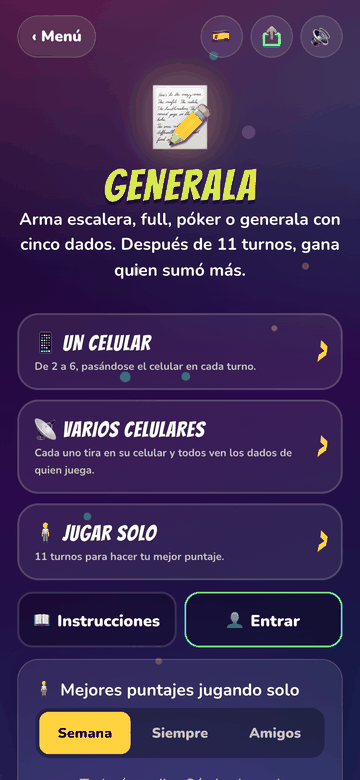 ‹ Menú
GENERALA
Arma escalera, full, póker o generala con
cinco dados. Después de 11 turnos, gana
quien sumó más.
UN CELULAR
De 2 a 6, pasándose el celular en cada turno.
VARIOS CELULARES
Cada uno tira en su celular y todos ven los dados de
quien juega.
JUGAR SOLO
11 turnos para hacer tu mejor puntaje.
Instrucciones
Entrar
Mejores puntajes jugando solo
Semana
Siempre
Amigos